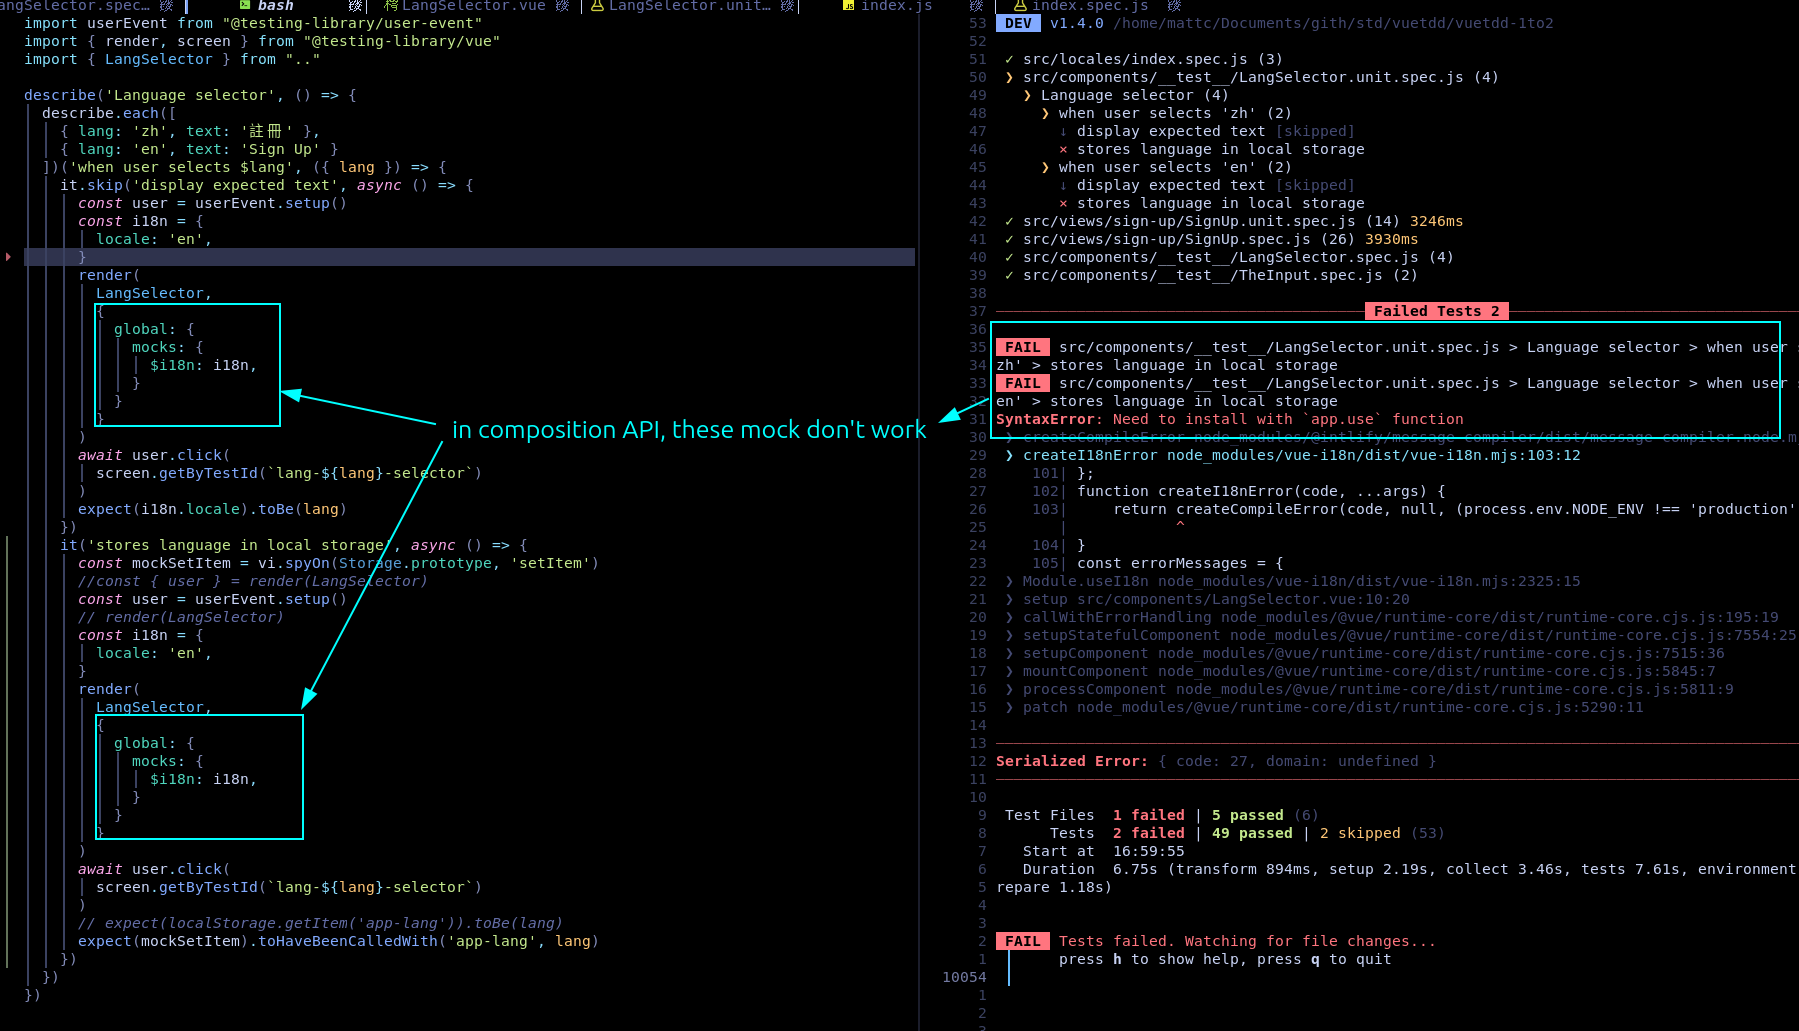 angSelector.spec… bash LangSelector.vue LangSelector.unit… index.js index.spec.js
import userEvent from "@testing-library/user-event"
import { render, screen } from "@testing-library/vue"
import { LangSelector } from ".."
describe('Language selector', () => {
describe.each([
{ lang: 'zh', text: '註冊' },
{ lang: 'en', text: 'Sign Up' }
])('when user selects $lang', ({ lang }) => {
it.skip('display expected text', async () => {
const user = userEvent.setup()
const i18n = {
locale: 'en',
}
render(
LangSelector,
{
global: {
mocks: {
$i18n: i18n,
}
}
}
)
await user.click(
screen.getByTestId(`lang-${lang}-selector`)
)
expect(i18n.locale).toBe(lang)
})
it('stores language in local storage', async () => {
const mockSetItem = vi.spyOn(Storage.prototype, 'setItem')
//const { user } = render(LangSelector)
const user = userEvent.setup()
// render(LangSelector)
const i18n = {
locale: 'en',
}
render(
LangSelector,
{
global: {
mocks: {
$i18n: i18n,
}
}
}
)
await user.click(
screen.getByTestId(`lang-${lang}-selector`)
)
// expect(localStorage.getItem('app-lang')).toBe(lang)
expect(mockSetItem).toHaveBeenCalledWith('app-lang', lang)
})
})
})
in composition API, these mock don't work
53 DEV v1.4.0 /home/mattc/Documents/gith/std/vuetdd/vuetdd-1to2
52
51 ✓ src/locales/index.spec.js (3)
50 ❯ src/components/__test__/LangSelector.unit.spec.js (4)
49 ❯ Language selector (4)
48 ❯ when user selects 'zh' (2)
47 ↓ display expected text [skipped]
46 × stores language in local storage
45 ❯ when user selects 'en' (2)
44 ↓ display expected text [skipped]
43 × stores language in local storage
42 ✓ src/views/sign-up/SignUp.unit.spec.js (14) 3246ms
41 ✓ src/views/sign-up/SignUp.spec.js (26) 3930ms
40 ✓ src/components/__test__/LangSelector.spec.js (4)
39 ✓ src/components/__test__/TheInput.spec.js (2)
38
37 Failed Tests 2
36
35 FAIL src/components/__test__/LangSelector.unit.spec.js > Language selector > when user s
34 zh' > stores language in local storage
33 FAIL src/components/__test__/LangSelector.unit.spec.js > Language selector > when user s
32 en' > stores language in local storage
31 SyntaxError: Need to install with `app.use` function
30 ❯ createCompileError node_modules/@intlify/message-compiler/dist/message-compiler.node.m
29 ❯ createI18nError node_modules/vue-i18n/dist/vue-i18n.mjs:103:12
28 101| };
27 102| function createI18nError(code, ...args) {
26 103| return createCompileError(code, null, (process.env.NODE_ENV !== 'production'
25 | ^
24 104| }
23 105| const errorMessages = {
22 ❯ Module.useI18n node_modules/vue-i18n/dist/vue-i18n.mjs:2325:15
21 ❯ setup src/components/LangSelector.vue:10:20
20 ❯ callWithErrorHandling node_modules/@vue/runtime-core/dist/runtime-core.cjs.js:195:19
19 ❯ setupStatefulComponent node_modules/@vue/runtime-core/dist/runtime-core.cjs.js:7554:25
18 ❯ setupComponent node_modules/@vue/runtime-core/dist/runtime-core.cjs.js:7515:36
17 ❯ mountComponent node_modules/@vue/runtime-core/dist/runtime-core.cjs.js:5845:7
16 ❯ processComponent node_modules/@vue/runtime-core/dist/runtime-core.cjs.js:5811:9
15 ❯ patch node_modules/@vue/runtime-core/dist/runtime-core.cjs.js:5290:11
14
13
12 Serialized Error: { code: 27, domain: undefined }
11
10
9 Test Files 1 failed | 5 passed (6)
8 Tests 2 failed | 49 passed | 2 skipped (53)
7 Start at 16:59:55
6 Duration 6.75s (transform 894ms, setup 2.19s, collect 3.46s, tests 7.61s, environment
5 repare 1.18s)
4
3
2 FAIL Tests failed. Watching for file changes...
1 press h to show help, press q to quit
10054
1
2